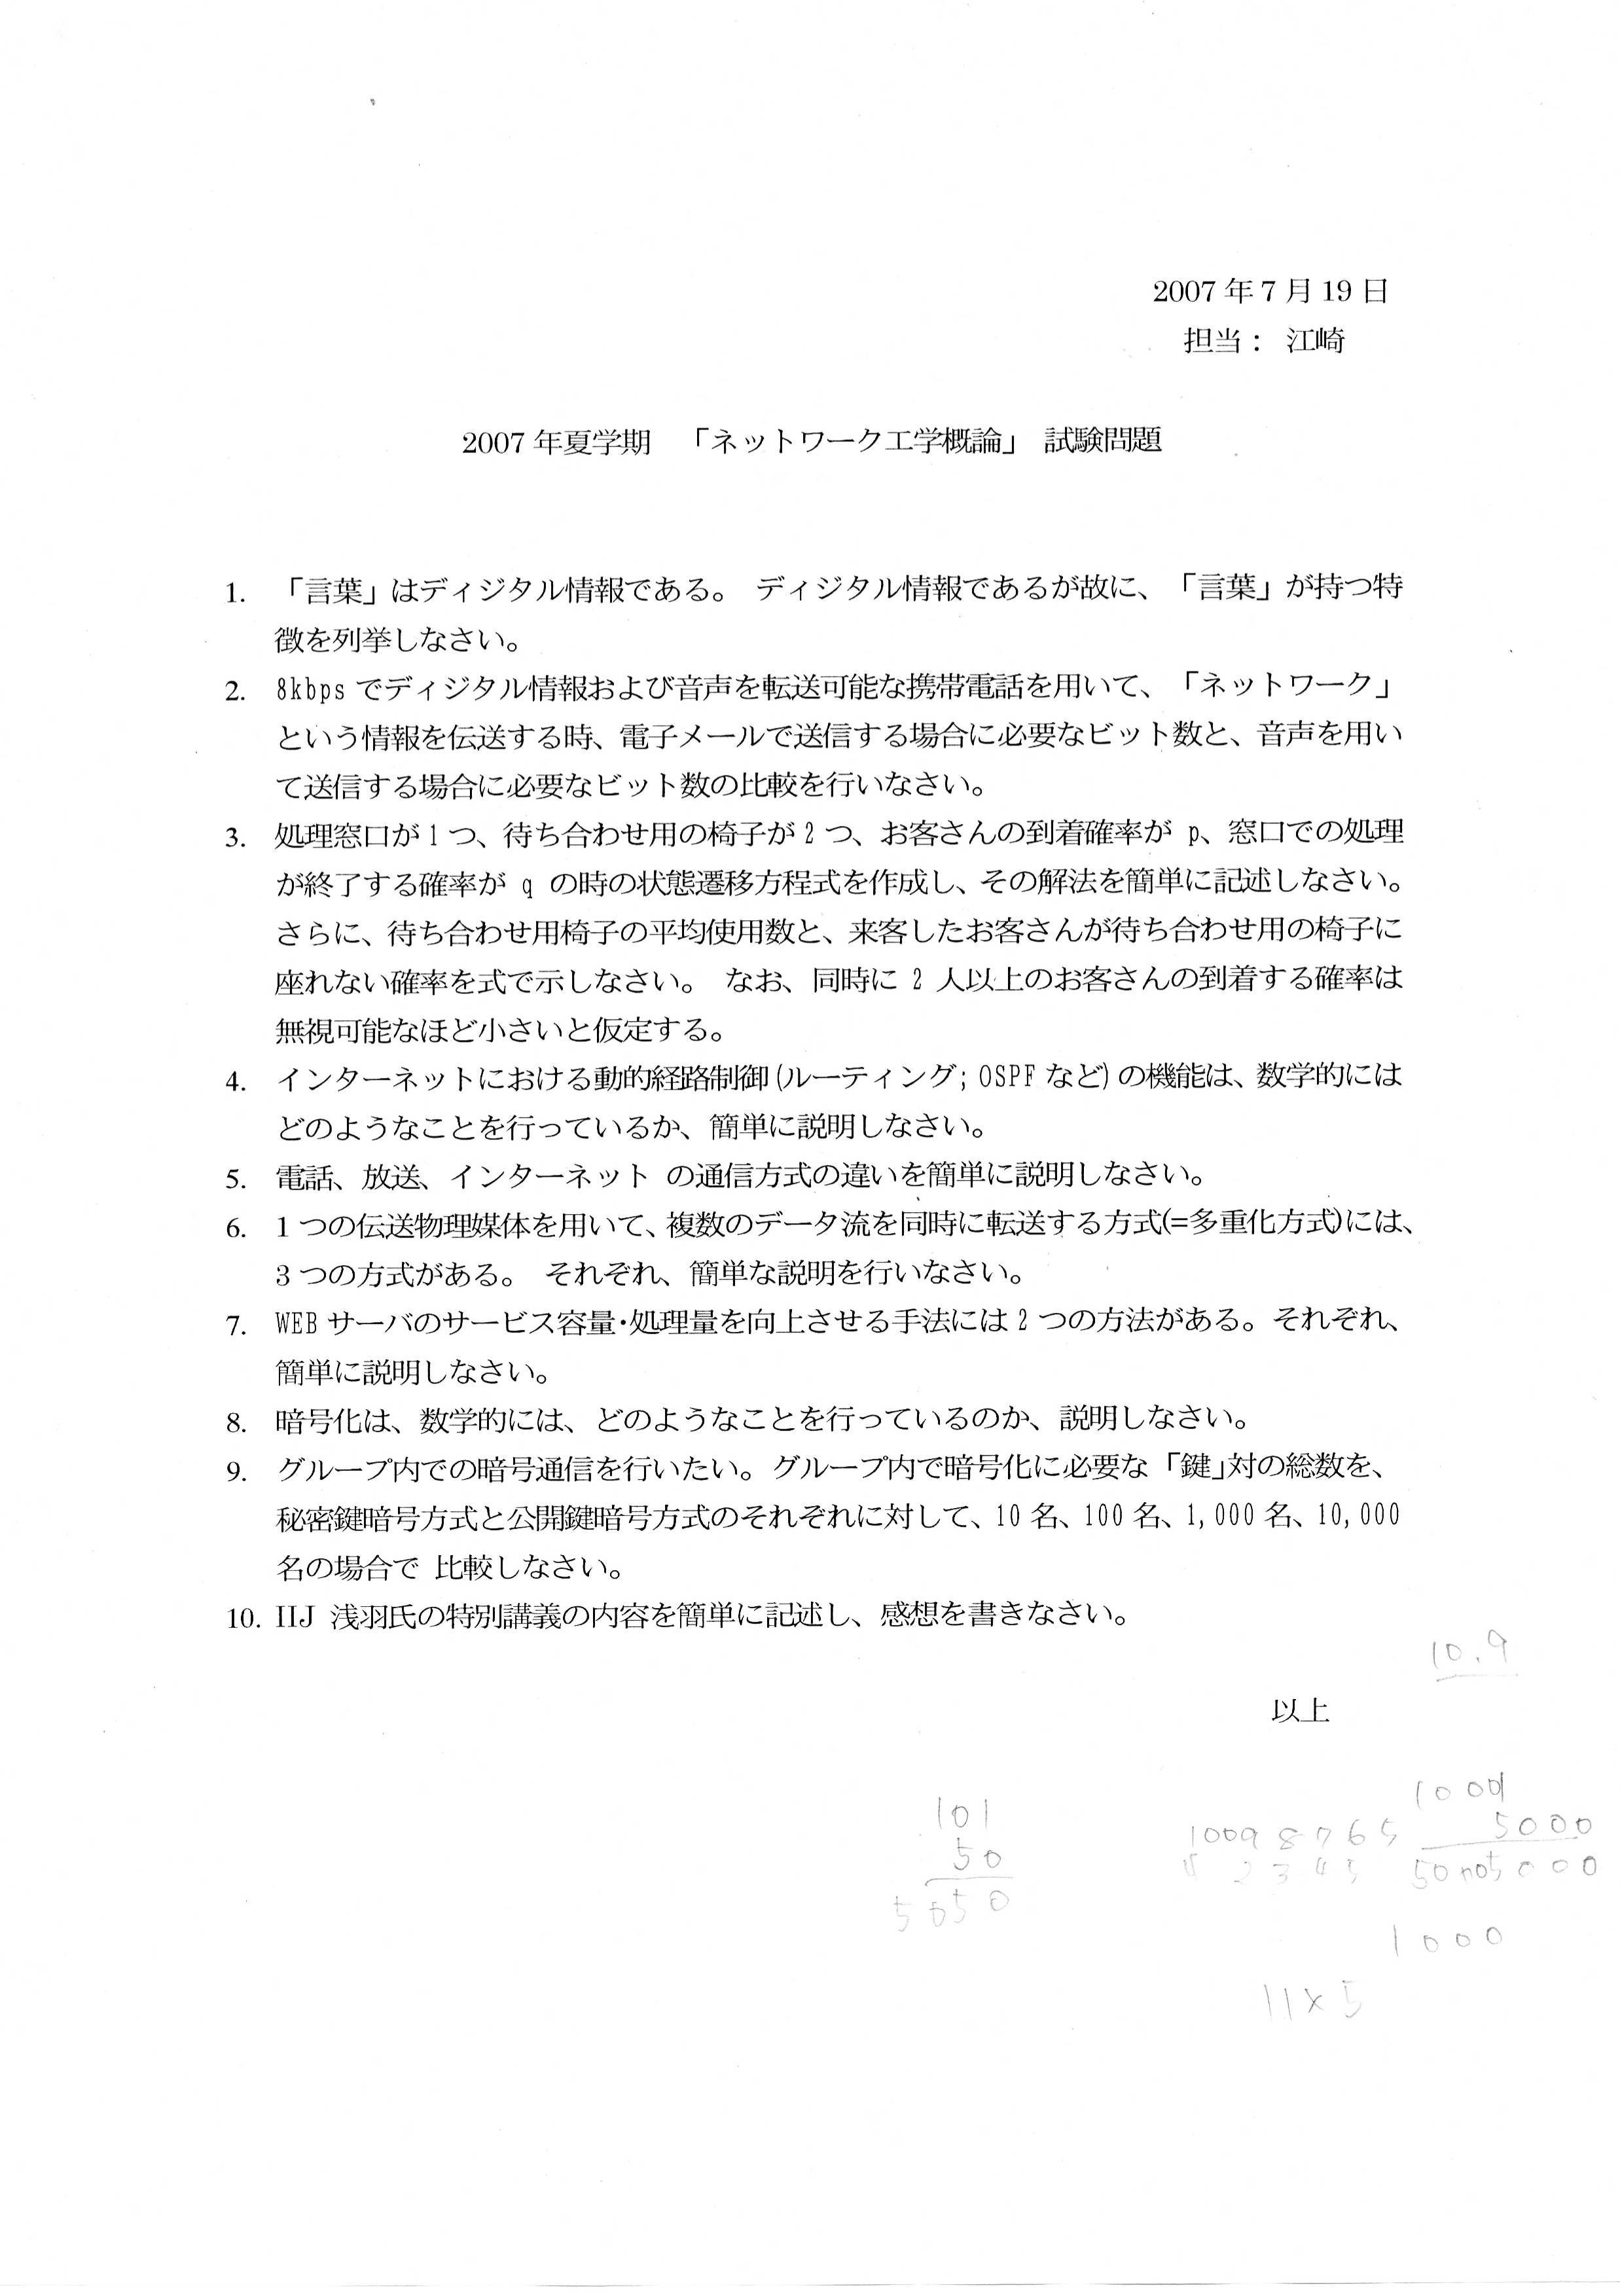 2007年7月19日
担当： 江崎
2007年夏学期 「ネットワーク工学概論」 試験問題
1. 「言葉」はディジタル情報である。 ディジタル情報であるが故に、「言葉」が持つ特
徴を列挙しなさい。
2. 8kbpsでディジタル情報および音声を転送可能な携帯電話を用いて、「ネットワーク」
という情報を伝送する時、電子メールで送信する場合に必要なビット数と、音声を用い
て送信する場合に必要なビット数の比較を行いなさい。
3. 処理窓口が1つ、待ち合わせ用の椅子が2つ、お客さんの到着確率が p、窓口での処理
が終了する確率が q の時の状態遷移方程式を作成し、その解法を簡単に記述しなさい。
さらに、待ち合わせ用椅子の平均使用数と、来客したお客さんが待ち合わせ用の椅子に
座れない確率を式で示しなさい。 なお、同時に 2 人以上のお客さんの到着する確率は
無視可能なほど小さいと仮定する。
4. インターネットにおける動的経路制御(ルーティング; OSPFなど)の機能は、数学的には
どのようなことを行っているか、簡単に説明しなさい。
5. 電話、放送、インターネット の通信方式の違いを簡単に説明しなさい。
6. 1つの伝送物理媒体を用いて、複数のデータ流を同時に転送する方式(=多重化方式)には、
3つの方式がある。 それぞれ、簡単な説明を行いなさい。
7. WEBサーバのサービス容量・処理量を向上させる手法には2つの方法がある。それぞれ、
簡単に説明しなさい。
8. 暗号化は、数学的には、どのようなことを行っているのか、説明しなさい。
9. グループ内での暗号通信を行いたい。グループ内で暗号化に必要な「鍵」対の総数を、
秘密鍵暗号方式と公開鍵暗号方式のそれぞれに対して、10名、100名、1,000名、10,000
名の場合で 比較しなさい。
10. IIJ 浅羽氏の特別講義の内容を簡単に記述し、感想を書きなさい。
10.9
以上
101
50
5050
5000
1000
11×5